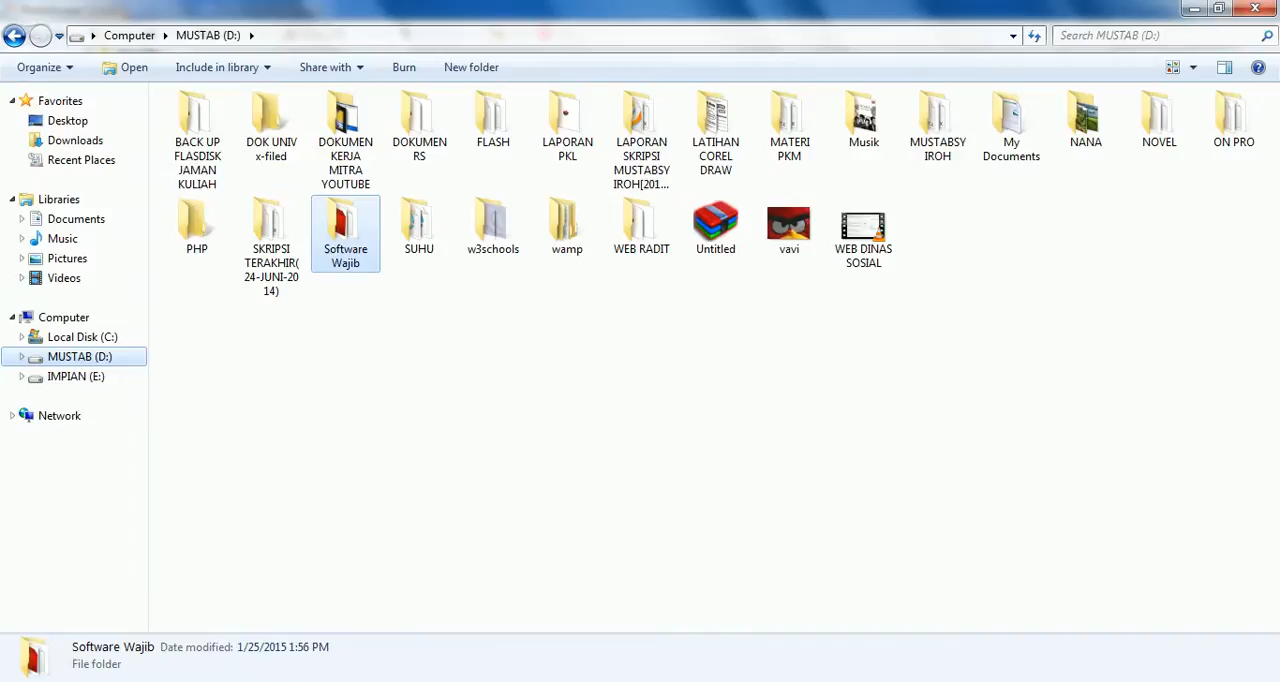 Computer
MUSTAB (D:)
Search MUSTAB (D:)
Organize
Open
Include in library
Share with
Burn
New folder
Favorites
Desktop
Downloads
Recent Places
Libraries
Documents
Music
Pictures
Videos
Computer
Local Disk (C:)
MUSTAB (D:)
IMPIAN (E:)
Network
BACK UP
FLASDISK
JAMAN
KULIAH
DOK UNIV
x-filed
DOKUMEN
KERJA
MITRA
YOUTUBE
DOKUMEN
RS
FLASH
LAPORAN
PKL
LAPORAN
SKRIPSI
MUSTABSY
IROH[201...
LATIHAN
COREL
DRAW
MATERI
PKM
Musik
MUSTABSY
IROH
My
Documents
NANA
NOVEL
ON PRO
PHP
SKRIPSI
TERAKHIR(
24-JUNI-20
14)
Software
Wajib
SUHU
w3schools
wamp
WEB RADIT
Untitled
vavi
WEB DINAS
SOSIAL
Software Wajib Date modified: 1/25/2015 1:56 PM
File folder